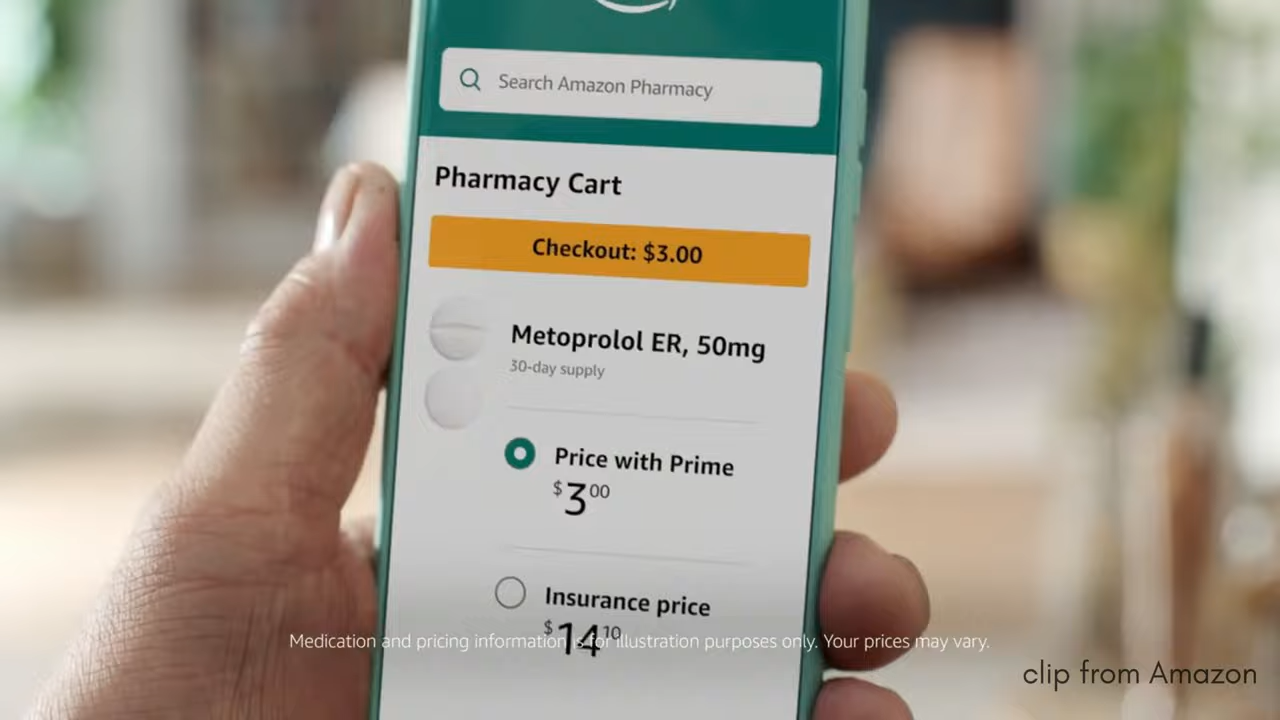 Search Amazon Pharmacy
Pharmacy Cart
Checkout: $3.00
Metoprolol ER, 50mg
30-day supply
Price with Prime
$3 00
Insurance price
$14 10
Medication and pricing information is for illustration purposes only. Your prices may vary.
clip from Amazon